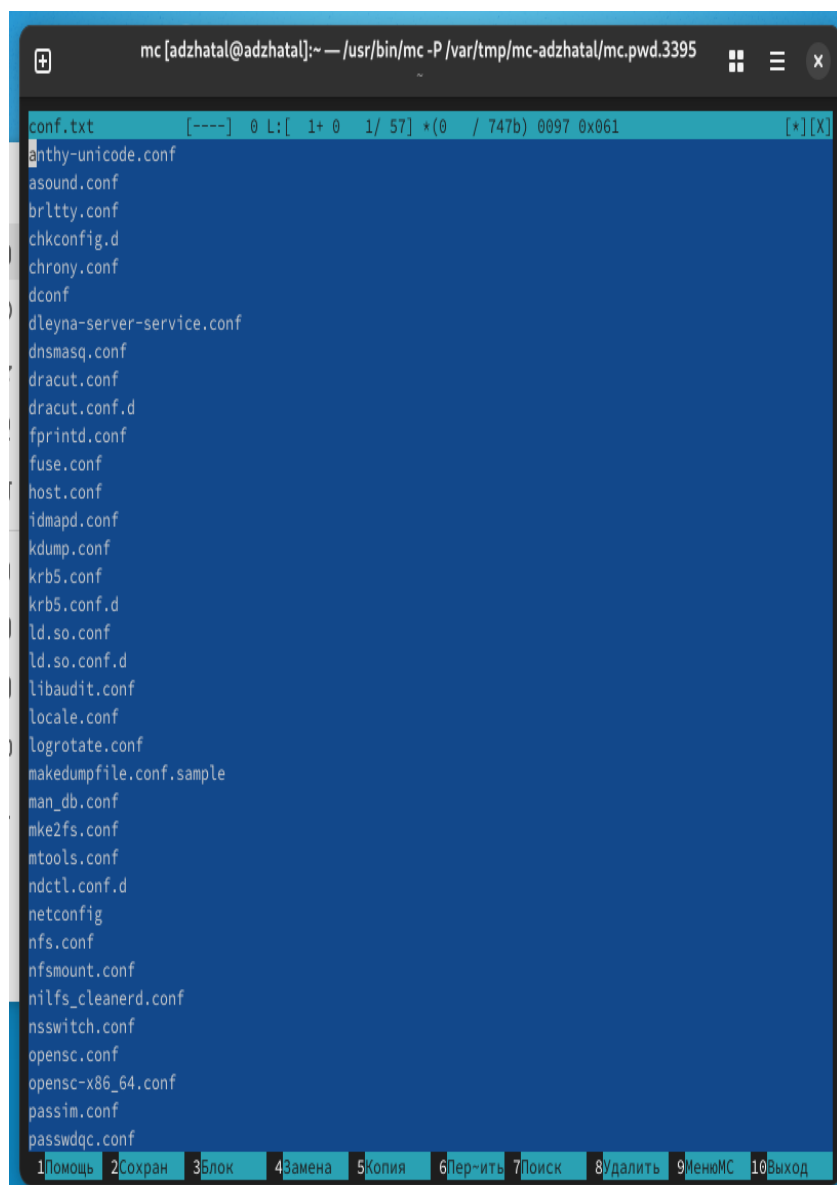 mc [adzhatal@adzhatal]:~ — /usr/bin/mc -P /var/tmp/mc-adzhatal/mc.pwd.3395
~
conf.txt [----] 0 L:[ 1+ 0 1/ 57] *(0 / 747b) 0097 0x061 [*][X]
anthy-unicode.conf
asound.conf
brltty.conf
chkconfig.d
chrony.conf
dconf
dleyna-server-service.conf
dnsmasq.conf
dracut.conf
dracut.conf.d
fprintd.conf
fuse.conf
host.conf
idmapd.conf
kdump.conf
krb5.conf
krb5.conf.d
ld.so.conf
ld.so.conf.d
libaudit.conf
locale.conf
logrotate.conf
makedumpfile.conf.sample
man_db.conf
mke2fs.conf
mtools.conf
ndctl.conf.d
netconfig
nfs.conf
nfsmount.conf
nilfs_cleanerd.conf
nsswitch.conf
opensc.conf
opensc-x86_64.conf
passim.conf
passwdqc.conf
1Помощь 2Сохран 3Блок 4Замена 5Копия 6Пер~ить 7Поиск 8Удалить 9МенюMC 10Выход